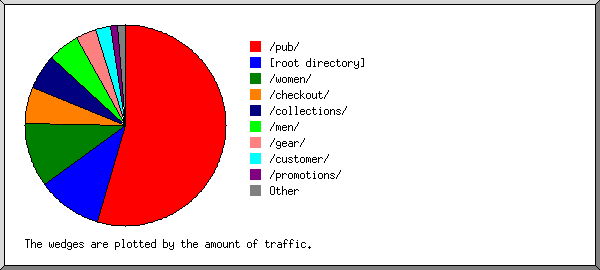 /pub/
[root directory]
/women/
/checkout/
/collections/
/men/
/gear/
/customer/
/promotions/
Other
The wedges are plotted by the amount of traffic.